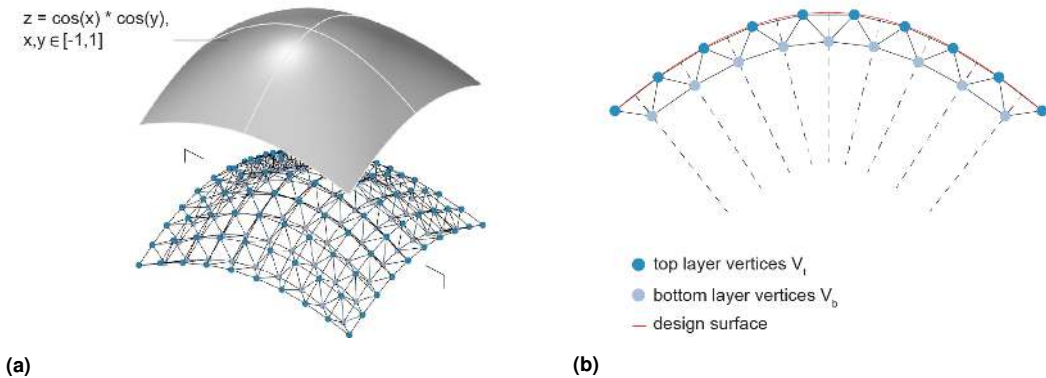 z = cos(x) * cos(y),
x,y ∈ [-1,1]
top layer vertices V_t
bottom layer vertices V_b
design surface
(a)
(b)